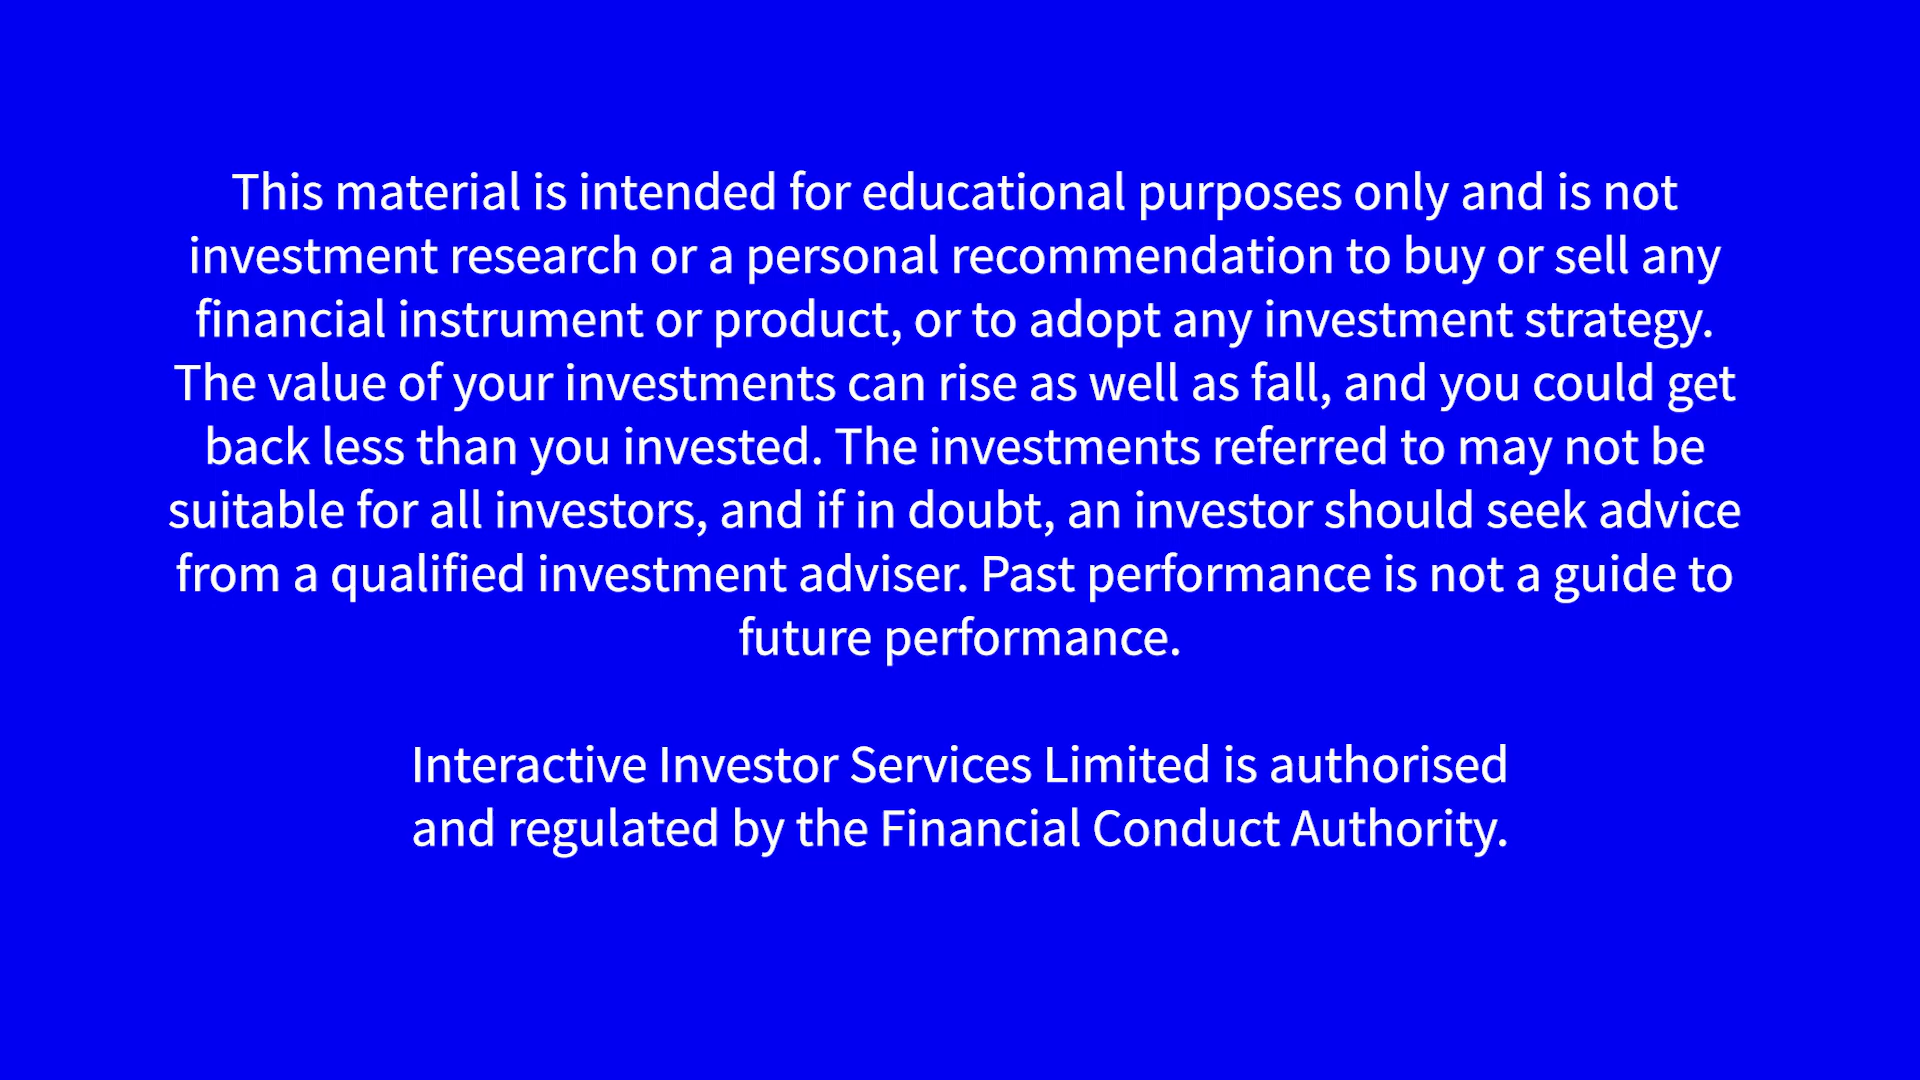 This material is intended for educational purposes only and is not
investment research or a personal recommendation to buy or sell any
financial instrument or product, or to adopt any investment strategy.
The value of your investments can rise as well as fall, and you could get
back less than you invested. The investments referred to may not be
suitable for all investors, and if in doubt, an investor should seek advice
from a qualified investment adviser. Past performance is not a guide to
future performance.
Interactive Investor Services Limited is authorised
and regulated by the Financial Conduct Authority.